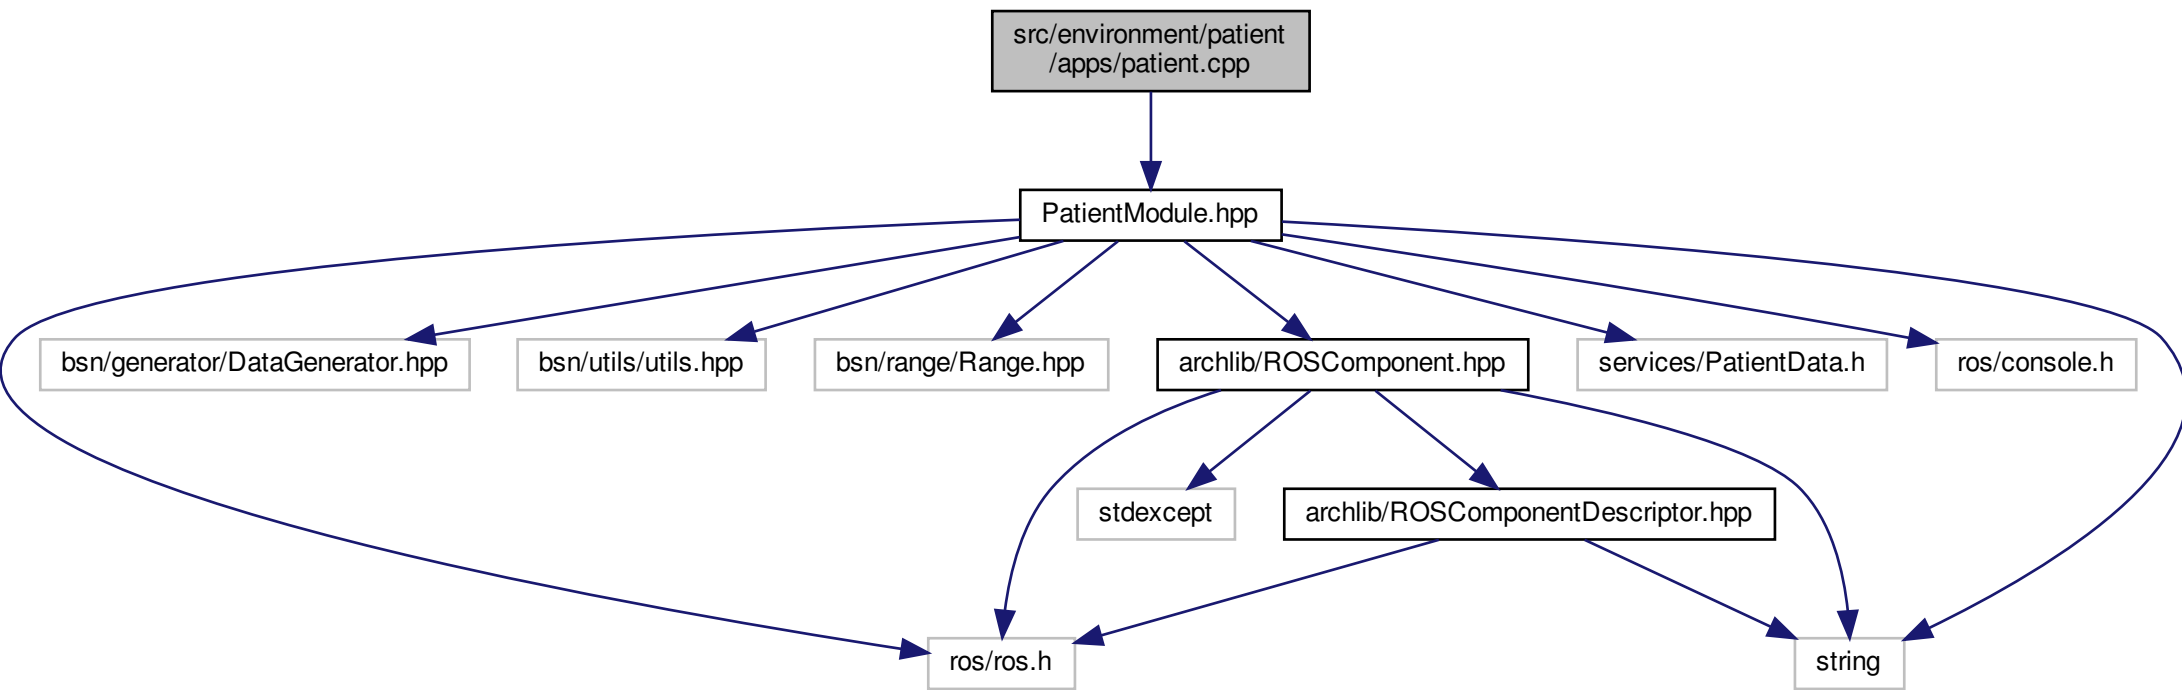 src/environment/patient
/apps/patient.cpp
PatientModule.hpp
bsn/generator/DataGenerator.hpp
bsn/utils/utils.hpp
bsn/range/Range.hpp
archlib/ROSComponent.hpp
services/PatientData.h
ros/console.h
stdexcept
archlib/ROSComponentDescriptor.hpp
ros/ros.h
string